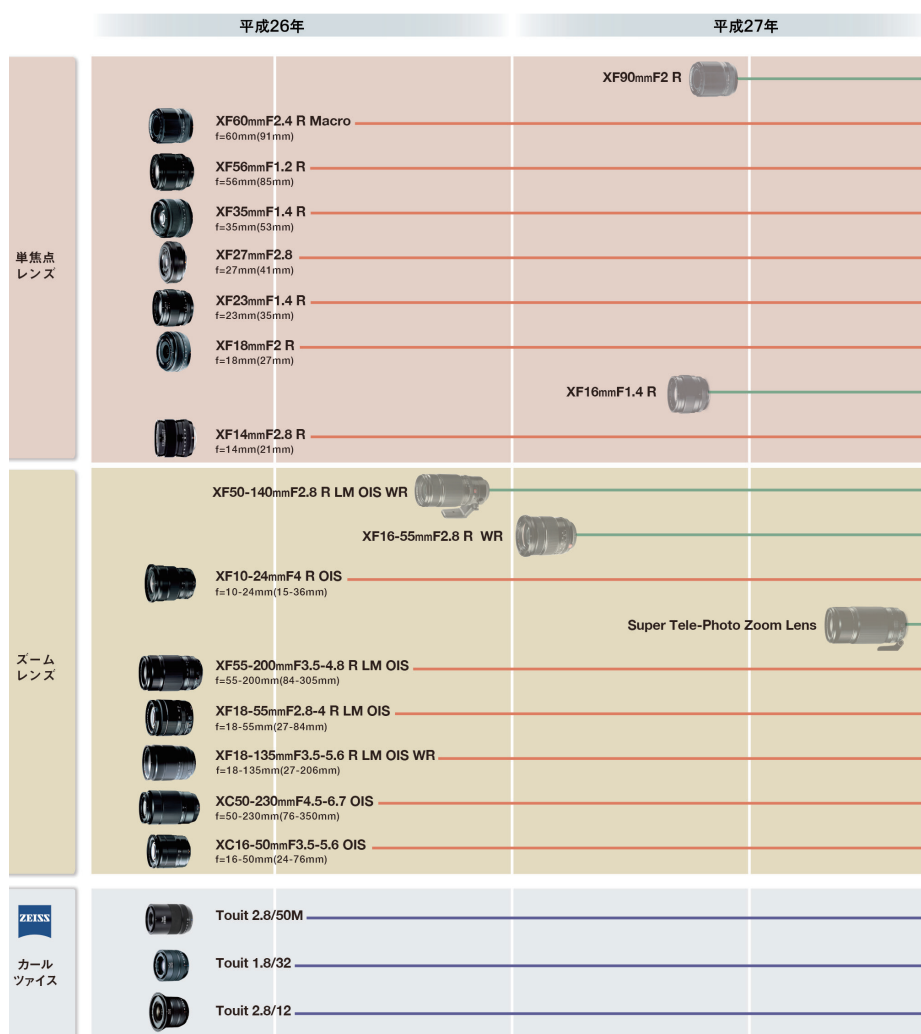 平成26年
平成27年
単焦点
レンズ
XF90mmF2 R
XF60mmF2.4 R Macro
f=60mm(91mm)
XF56mmF1.2 R
f=56mm(85mm)
XF35mmF1.4 R
f=35mm(53mm)
XF27mmF2.8
f=27mm(41mm)
XF23mmF1.4 R
f=23mm(35mm)
XF18mmF2 R
f=18mm(27mm)
XF16mmF1.4 R
XF14mmF2.8 R
f=14mm(21mm)
ズーム
レンズ
XF50-140mmF2.8 R LM OIS WR
XF16-55mmF2.8 R WR
XF10-24mmF4 R OIS
f=10-24mm(15-36mm)
Super Tele-Photo Zoom Lens
XF55-200mmF3.5-4.8 R LM OIS
f=55-200mm(84-305mm)
XF18-55mmF2.8-4 R LM OIS
f=18-55mm(27-84mm)
XF18-135mmF3.5-5.6 R LM OIS WR
f=18-135mm(27-206mm)
XC50-230mmF4.5-6.7 OIS
f=50-230mm(76-350mm)
XC16-50mmF3.5-5.6 OIS
f=16-50mm(24-76mm)
ZEISS
カール
ツァイス
Touit 2.8/50M
Touit 1.8/32
Touit 2.8/12